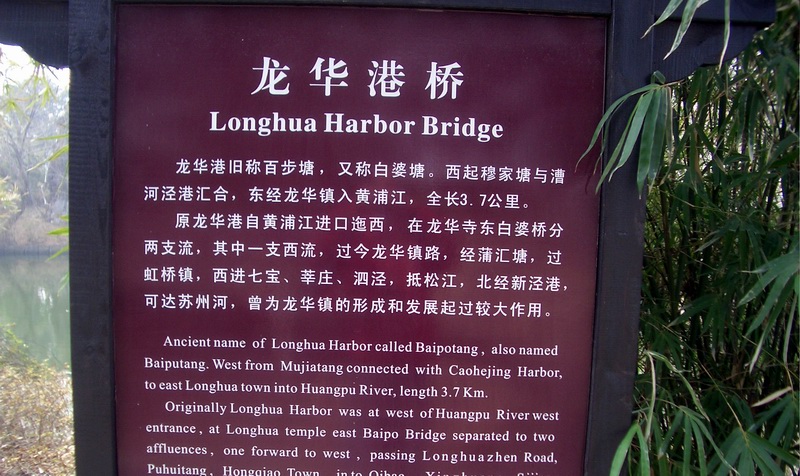 龙华港桥
Longhua Harbor Bridge
龙华港旧称百步塘，又称白婆塘。西起穆家塘与漕
河泾港汇合，东经龙华镇入黄浦江，全长3.7公里。
原龙华港自黄浦江进口迤西，在龙华寺东白婆桥分
两支流，其中一支西流，过今龙华镇路，经蒲汇塘，过
虹桥镇，西进七宝、莘庄、泗泾，抵松江，北经新泾港，
可达苏州河，曾为龙华镇的形成和发展起过较大作用。
Ancient name of Longhua Harbor called Baipotang, also named
Baiputang. West from Mujiatang connected with Caohejing Harbor,
to east Longhua town into Huangpu River, length 3.7 Km.
Originally Longhua Harbor was at west of Huangpu River west
entrance, at Longhua temple east Baipo Bridge separated to two
affluences, one forward to west, passing Longhuazhen Road,
Puhuitang, Hongqiao Town, in to Qibao,